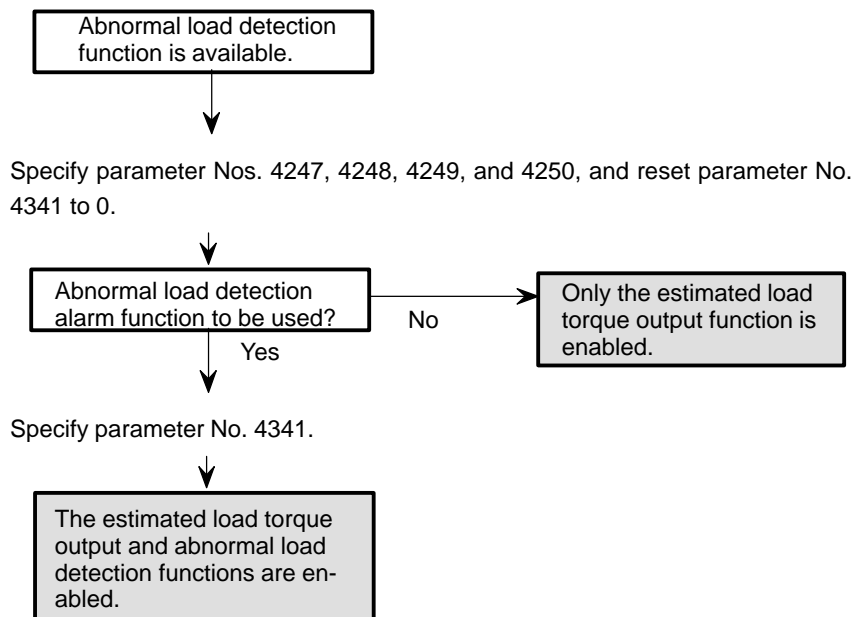 Abnormal load detection
function is available.
Specify parameter Nos. 4247, 4248, 4249, and 4250, and reset parameter No.
4341 to 0.
Abnormal load detection
alarm function to be used?
No
Only the estimated load
torque output function is
enabled.
Yes
Specify parameter No. 4341.
The estimated load torque
output and abnormal load
detection functions are en-
abled.